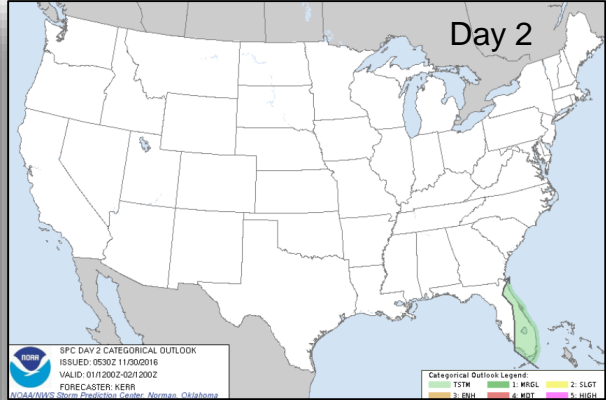 Day 2
NOAA
SPC DAY 2 CATEGORICAL OUTLOOK
ISSUED: 0530Z 11/30/2016
VALID: 01/1200Z-02/1200Z
FORECASTER: KERR
NOAA/NWS Storm Prediction Center, Norman, Oklahoma
Categorical Outlook Legend:
TSTM 1: MRGL 2: SLGT
3: ENH 4: MDT 5: HIGH